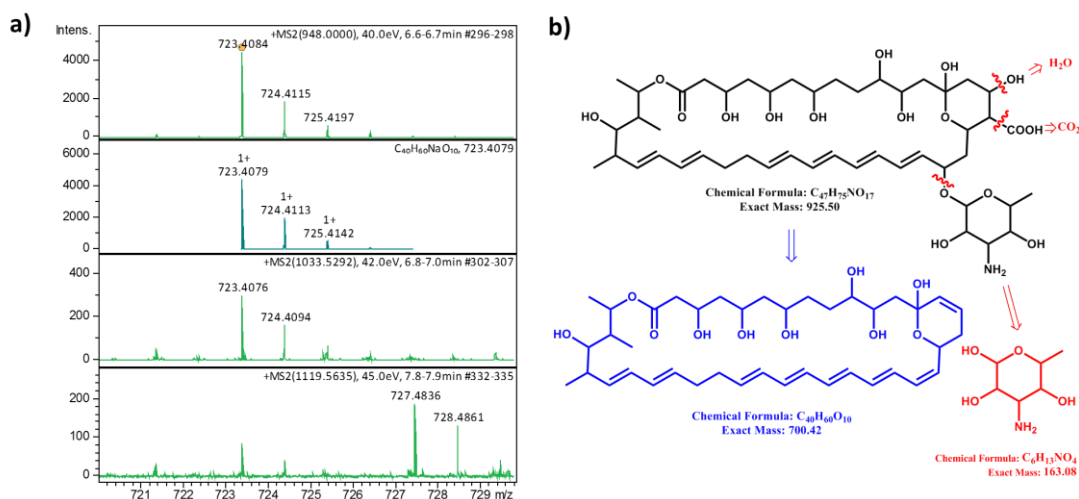 a)
Intens.
+MS2(948.0000), 40.0eV, 6.6-6.7min #296-298
723.4084
4000
724.4115
2000
725.4197
0
6000
C40H60NaO10, 723.4079
1+
723.4079
4000
1+
724.4113
2000
1+
725.4142
0
+MS2(1033.5292), 42.0eV, 6.8-7.0min #302-307
400
723.4076
200
724.4094
0
+MS2(1119.5635), 45.0eV, 7.8-7.9min #332-335
200
727.4836
728.4861
100
0
721 722 723 724 725 726 727 728 729 m/z
b)
OH
OH
OH
H2O
O
O
OH
OH
OH
OH
O
HO
COOH
CO2
O
O
HO
OH
NH2
Chemical Formula: C47H75NO17
Exact Mass: 925.50
OH
OH
O
O
OH
OH
OH
OH
O
HO
Chemical Formula: C40H60O10
Exact Mass: 700.42
HO
O
HO
OH
NH2
Chemical Formula: C6H13NO4
Exact Mass: 163.08